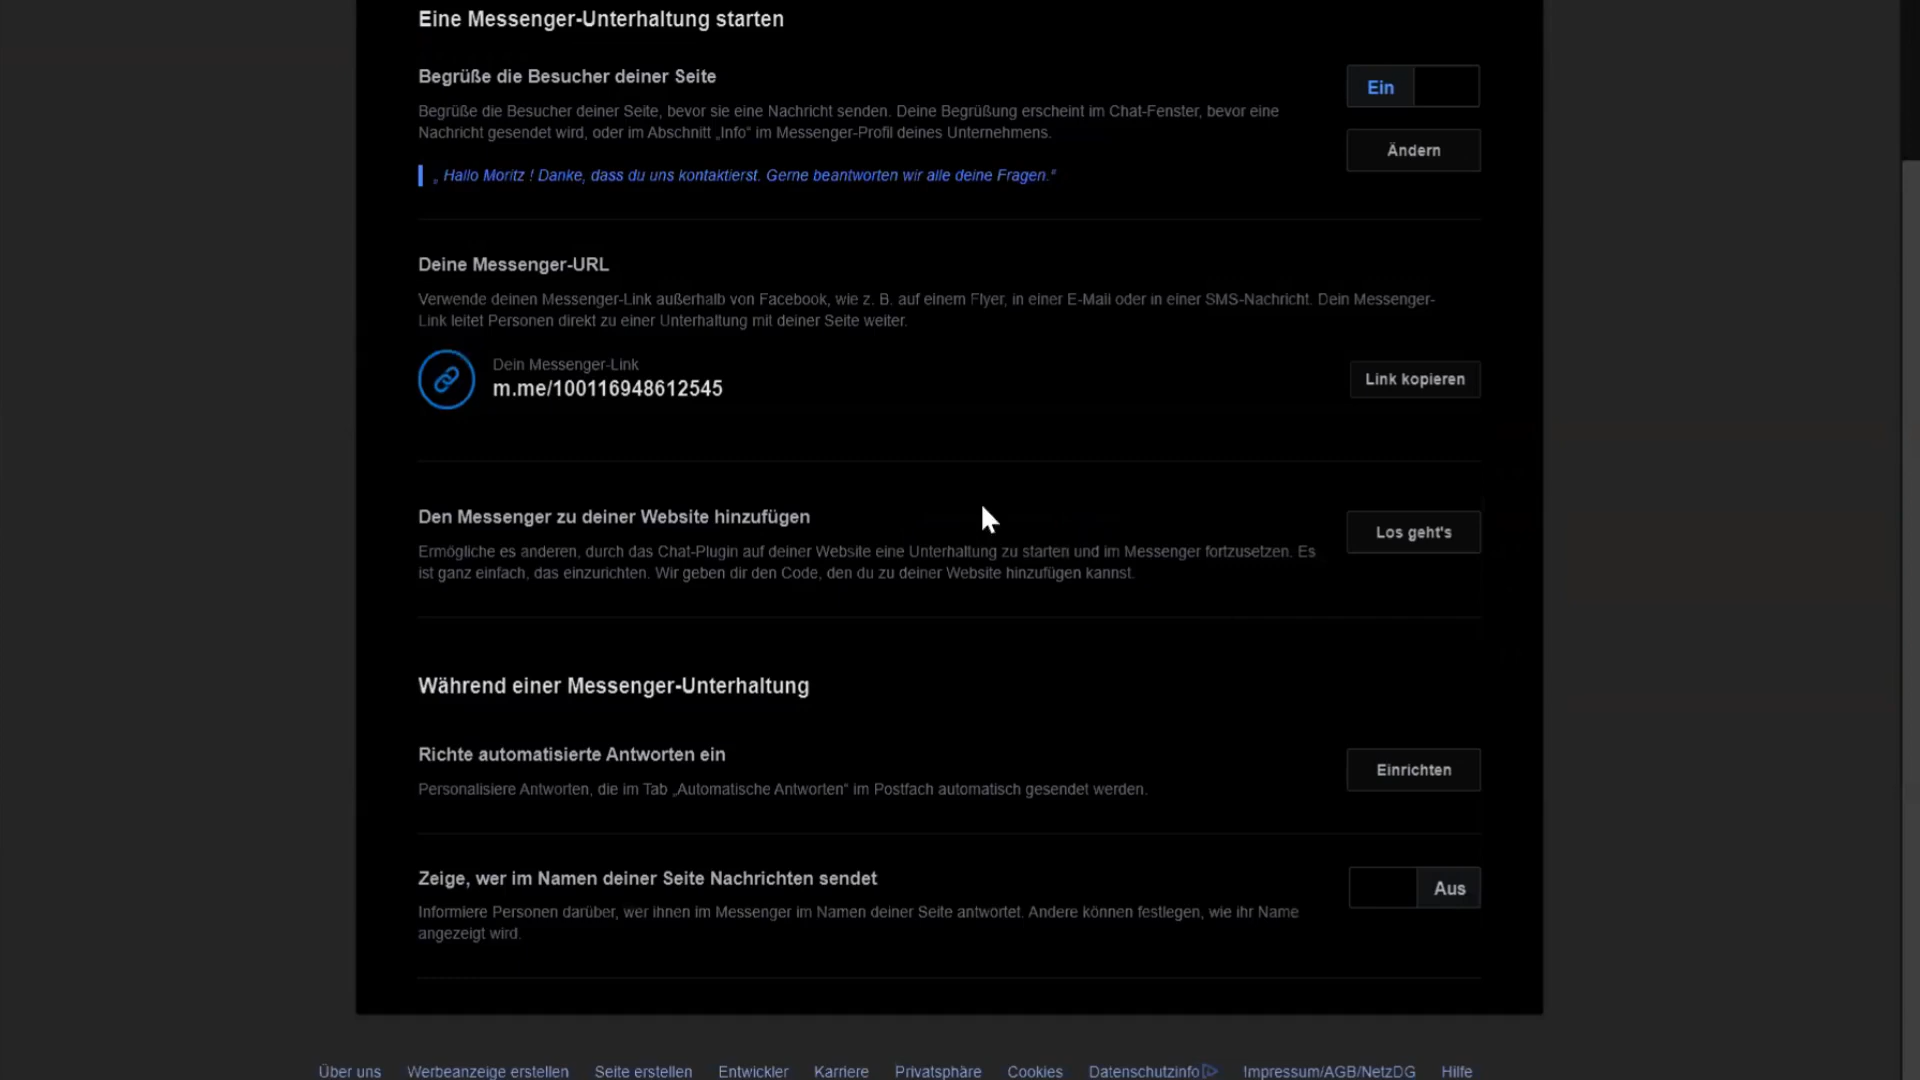 Eine Messenger-Unterhaltung starten
Begrüße die Besucher deiner Seite
Ein
Begrüße die Besucher deiner Seite, bevor sie eine Nachricht senden. Deine Begrüßung erscheint im Chat-Fenster, bevor eine
Nachricht gesendet wird, oder im Abschnitt „Info“ im Messenger-Profil deines Unternehmens.
Ändern
„ Hallo Moritz ! Danke, dass du uns kontaktierst. Gerne beantworten wir alle deine Fragen.“
Deine Messenger-URL
Verwende deinen Messenger-Link außerhalb von Facebook, wie z. B. auf einem Flyer, in einer E-Mail oder in einer SMS-Nachricht. Dein Messenger-
Link leitet Personen direkt zu einer Unterhaltung mit deiner Seite weiter.
Dein Messenger-Link
m.me/100116948612545
Link kopieren
Den Messenger zu deiner Website hinzufügen
Los geht's
Ermögliche es anderen, durch das Chat-Plugin auf deiner Website eine Unterhaltung zu starten und im Messenger fortzusetzen. Es
ist ganz einfach, das einzurichten. Wir geben dir den Code, den du zu deiner Website hinzufügen kannst.
Während einer Messenger-Unterhaltung
Richte automatisierte Antworten ein
Einrichten
Personalisiere Antworten, die im Tab „Automatische Antworten“ im Postfach automatisch gesendet werden.
Zeige, wer im Namen deiner Seite Nachrichten sendet
Aus
Informiere Personen darüber, wer ihnen im Messenger im Namen deiner Seite antwortet. Andere können festlegen, wie ihr Name
angezeigt wird.
Über uns Werbeanzeige erstellen Seite erstellen Entwickler Karriere Privatsphäre Cookies Datenschutzinfo Impressum/AGB/NetzDG Hilfe